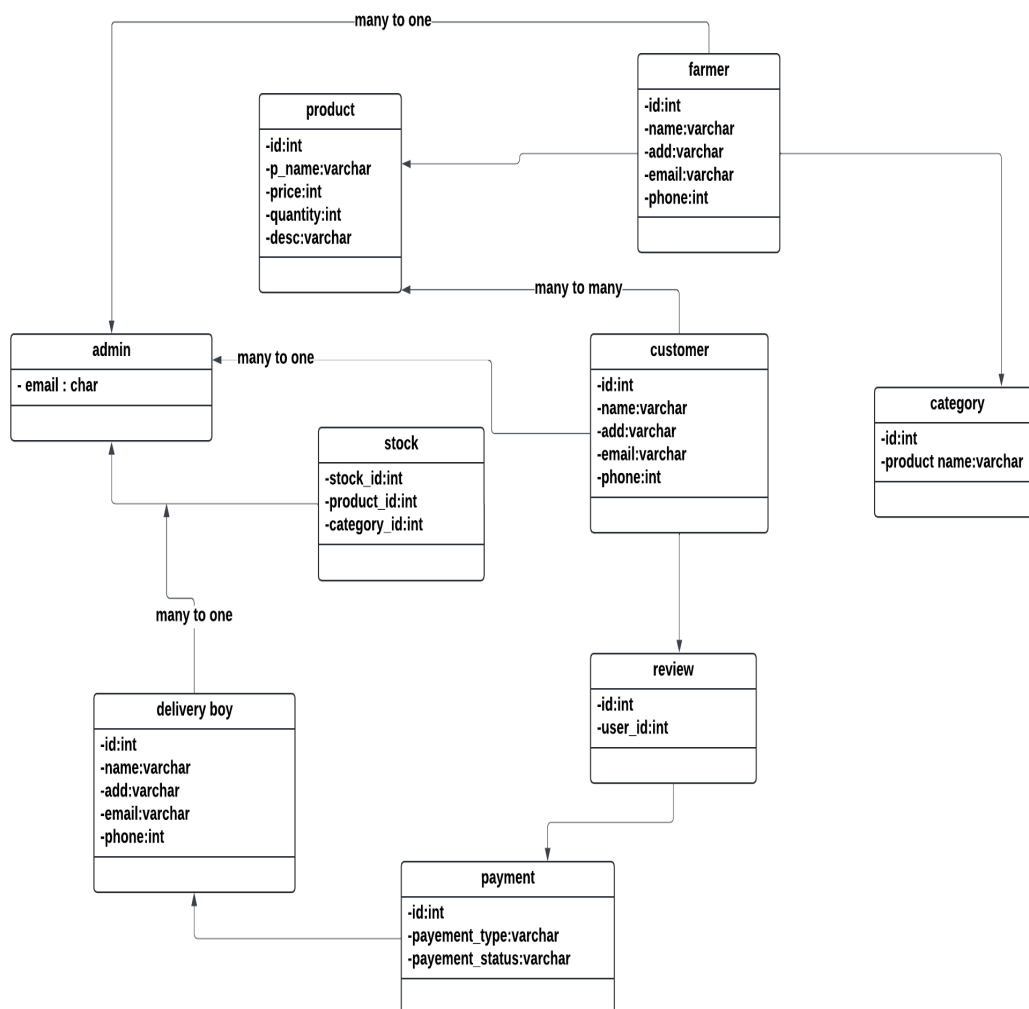 many to one
farmer
-id:int
-name:varchar
-add:varchar
-email:varchar
-phone:int
product
-id:int
-p_name:varchar
-price:int
-quantity:int
-desc:varchar
many to many
admin
- email : char
many to one
customer
-id:int
-name:varchar
-add:varchar
-email:varchar
-phone:int
category
-id:int
-product name:varchar
stock
-stock_id:int
-product_id:int
-category_id:int
many to one
review
-id:int
-user_id:int
delivery boy
-id:int
-name:varchar
-add:varchar
-email:varchar
-phone:int
payment
-id:int
-payement_type:varchar
-payement_status:varchar